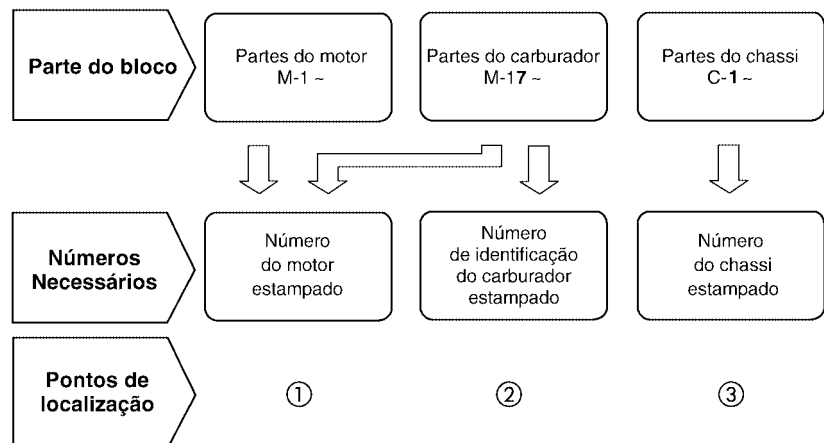 Parte do bloco
Partes do motor
M-1 ~
Partes do carburador
M-17 ~
Partes do chassi
C-1 ~
Números
Necessários
Número
do motor
estampado
Número
de identificação
do carburador
estampado
Número
do chassi
estampado
Pontos de
localização
①
②
③